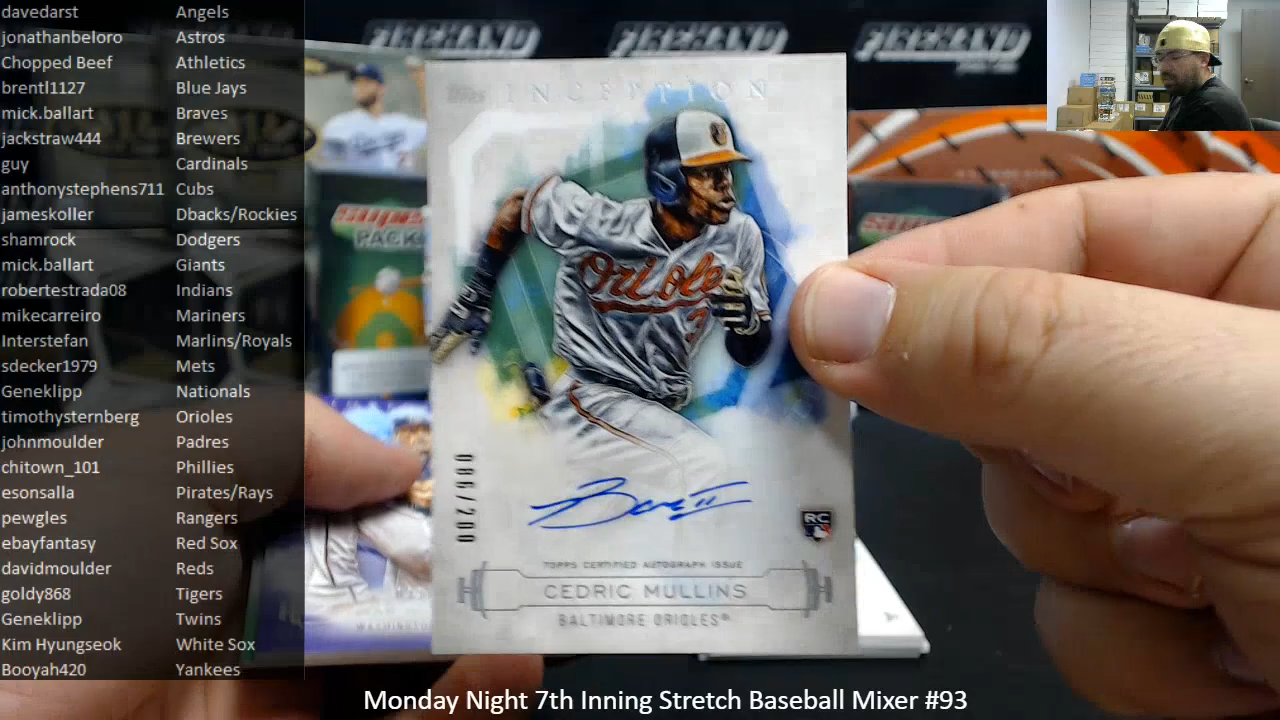 davedarst Angels
jonathanbeloro Astros
Chopped Beef Athletics
brentl1127 Blue Jays
mick.ballart Braves
jackstraw444 Brewers
guy Cardinals
anthonystephens711 Cubs
jameskoller Dbacks/Rockies
shamrock Dodgers
mick.ballart Giants
robertestrada08 Indians
mikecarreiro Mariners
Interstefan Marlins/Royals
sdecker1979 Mets
Geneklipp Nationals
timothysternberg Orioles
johnmoulder Padres
chitown_101 Phillies
esonsalla Pirates/Rays
pewgles Rangers
ebayfantasy Red Sox
davidmoulder Reds
goldy868 Tigers
Geneklipp Twins
Kim Hyungseok White Sox
Booyah420 Yankees
FIREHAND FIREHAND FIREHAND
INCEPTION
Orioles
PACK
086/200
RC
TOPPS CERTIFIED AUTOGRAPH ISSUE
CEDRIC MULLINS
BALTIMORE ORIOLES
Monday Night 7th Inning Stretch Baseball Mixer #93